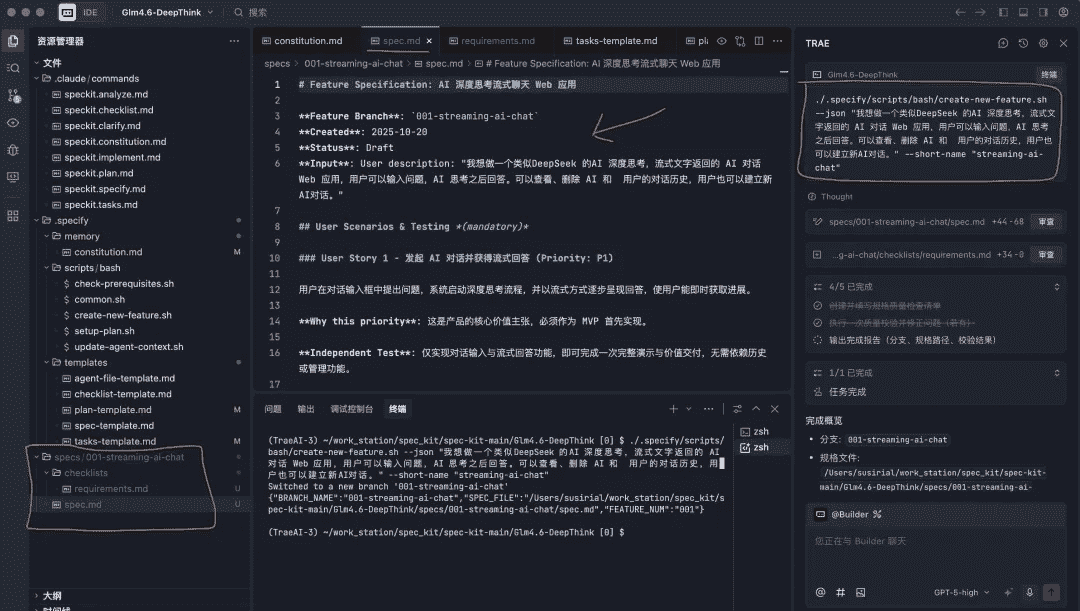 IDE
Glm4.6-DeepThink
搜索
资源管理器
文件
.claude/commands
speckit.analyze.md
speckit.checklist.md
speckit.clarify.md
speckit.constitution.md
speckit.implement.md
speckit.plan.md
speckit.specify.md
speckit.tasks.md
.specify
memory
constitution.md M
scripts/bash
check-prerequisites.sh
common.sh
create-new-feature.sh
setup-plan.sh
update-agent-context.sh
templates
agent-file-template.md
checklist-template.md
plan-template.md M
spec-template.md
tasks-template.md M
specs/001-streaming-ai-chat
checklists
requirements.md U
spec.md U
大纲
constitution.md spec.md requirements.md tasks-template.md pl
specs > 001-streaming-ai-chat > spec.md > # Feature Specification: AI 深度思考流式聊天 Web 应用
1 # Feature Specification: AI 深度思考流式聊天 Web 应用
2
3 **Feature Branch**: `001-streaming-ai-chat`
4 **Created**: 2025-10-20
5 **Status**: Draft
6 **Input**: User description: "我想做一个类似DeepSeek 的AI 深度思考，流式文字返回的 AI 对话
Web 应用，用户可以输入问题，AI 思考之后回答。可以查看、删除 AI 和 用户的对话历史，用户也可以建立新
AI对话。"
7
8 ## User Scenarios & Testing *(mandatory)*
9
10 ### User Story 1 - 发起 AI 对话并获得流式回答 (Priority: P1)
11
12 用户在对话输入框中提出问题，系统启动深度思考流程，并以流式方式逐步呈现回答，使用户能即时获取进展。
13
14 **Why this priority**: 这是产品的核心价值主张，必须作为 MVP 首先实现。
15
16 **Independent Test**: 仅实现对话输入与流式回答功能，即可完成一次完整演示与价值交付，无需依赖历史
或管理功能。
17
问题 输出 调试控制台 终端
(TraeAI-3) ~/work_station/spec_kit/spec-kit-main/Glm4.6-DeepThink [0] $ ./.specify/scripts/
bash/create-new-feature.sh --json "我想做一个类似DeepSeek 的AI 深度思考，流式文字返回的 AI
对话 Web 应用，用户可以输入问题，AI 思考之后回答。可以查看、删除 AI 和 用户的对话历史，用
户也可以建立新AI对话。" --short-name "streaming-ai-chat"
Switched to a new branch '001-streaming-ai-chat'
{"BRANCH_NAME":"001-streaming-ai-chat","SPEC_FILE":"/Users/susirial/work_station/spec_kit/s
pec-kit-main/Glm4.6-DeepThink/specs/001-streaming-ai-chat/spec.md","FEATURE_NUM":"001"}
(TraeAI-3) ~/work_station/spec_kit/spec-kit-main/Glm4.6-DeepThink [0] $
zsh
zsh
TRAE
Glm4.6-DeepThink 终端
./.specify/scripts/bash/create-new-feature.sh
--json "我想做一个类似DeepSeek 的AI 深度思考，流式文
字返回的 AI 对话 Web 应用，用户可以输入问题，AI 思考
之后回答。可以查看、删除 AI 和 用户的对话历史，用户也
可以建立新AI对话。" --short-name "streaming-ai-
chat"
Thought
specs/001-streaming-ai-chat/spec.md +44 -68 审查
...g-ai-chat/checklists/requirements.md +34 -0 审查
4/5 已完成
创建并填写规格质量检查清单
执行一次质量校验并修正问题（若有）
输出完成报告（分支、规格路径、校验结果）
1/1 已完成
任务完成
完成概览
• 分支: 001-streaming-ai-chat
• 规格文件:
/Users/susirial/work_station/spec_kit/spec-kit-
main/Glm4.6-DeepThink/specs/001-streaming-ai-
@Builder
您正在与 Builder 聊天
@ # GPT-5-high